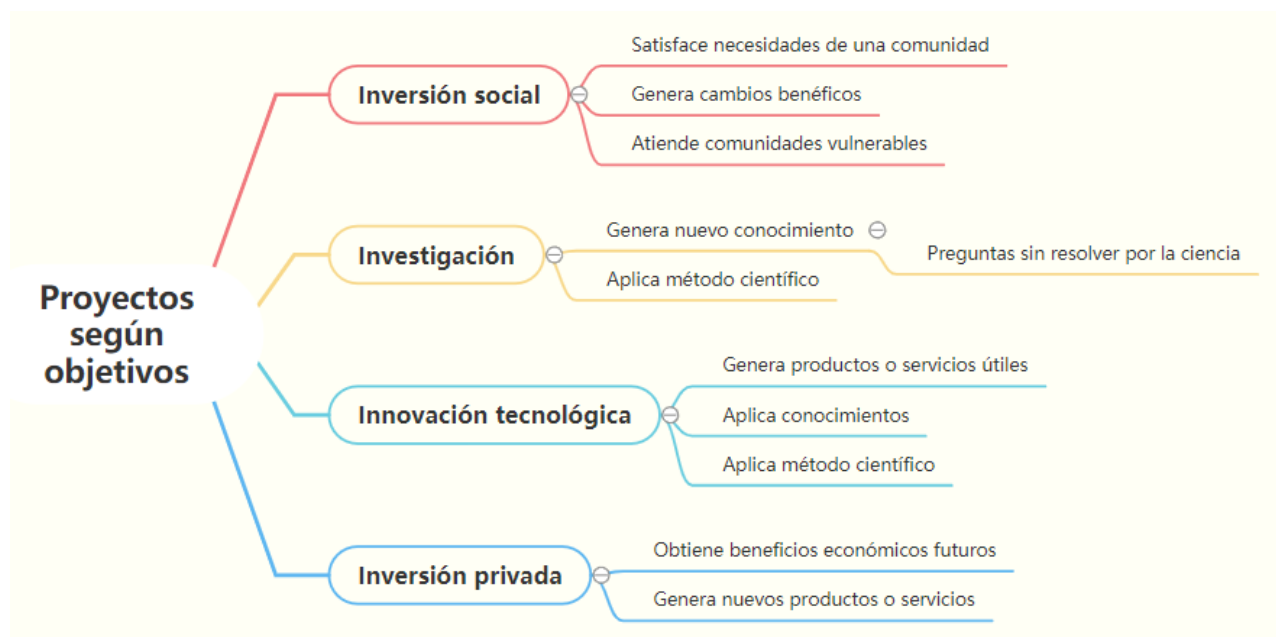 Proyectos
según
objetivos
Inversión social
Satisface necesidades de una comunidad
Genera cambios benéficos
Atiende comunidades vulnerables
Investigación
Genera nuevo conocimiento
Preguntas sin resolver por la ciencia
Aplica método científico
Innovación tecnológica
Genera productos o servicios útiles
Aplica conocimientos
Aplica método científico
Inversión privada
Obtiene beneficios económicos futuros
Genera nuevos productos o servicios